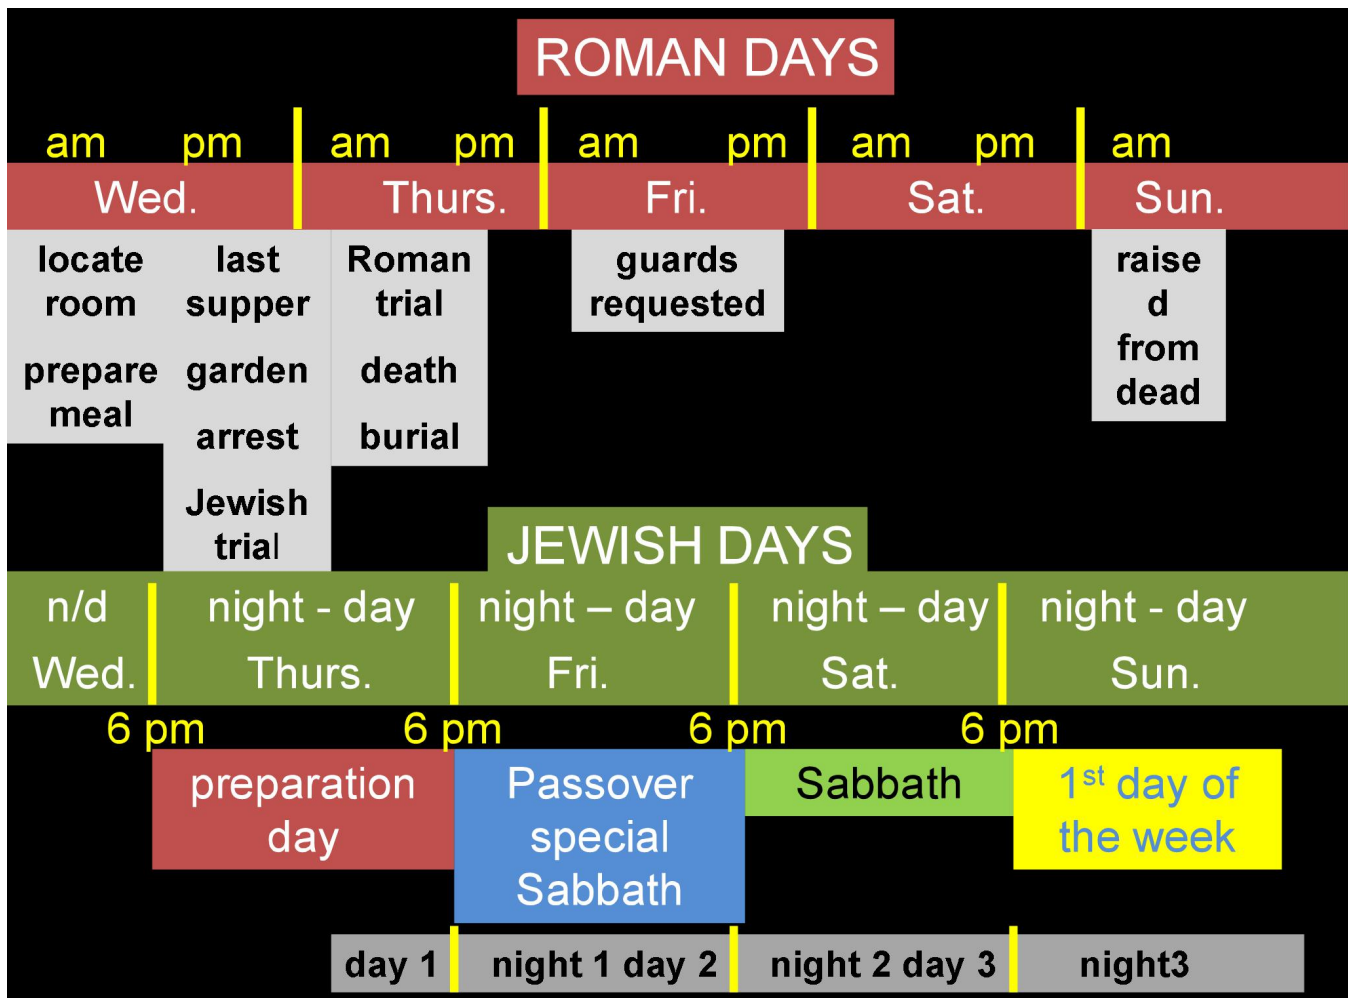 ROMAN DAYS
am pm am pm am pm am pm am
Wed. Thurs. Fri. Sat. Sun.
locate
room
prepare
meal
last
supper
garden
arrest
Jewish
trial
Roman
trial
death
burial
guards
requested
raise
d
from
dead
JEWISH DAYS
n/d night - day night – day night – day night - day
Wed. Thurs. Fri. Sat. Sun.
6 pm 6 pm 6 pm 6 pm
preparation
day
Passover
special
Sabbath
Sabbath
1st day of
the week
day 1 night 1 day 2 night 2 day 3 night3